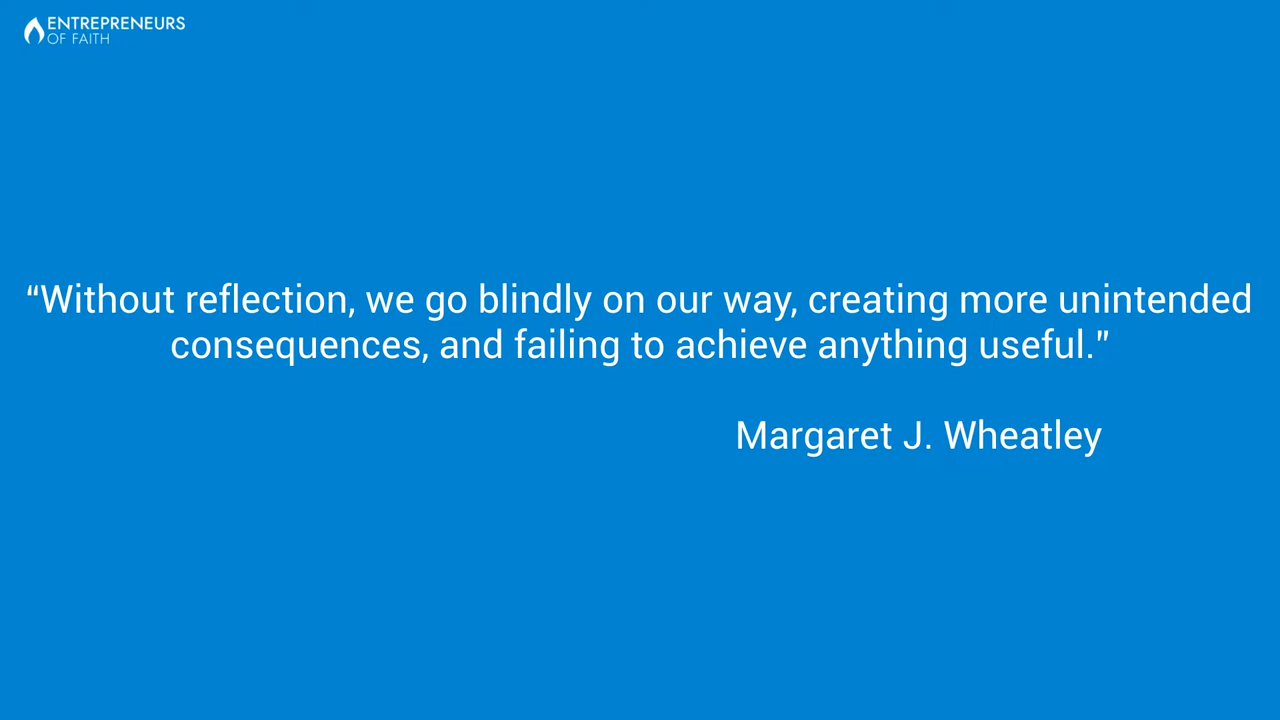 ENTREPRENEURS
OF FAITH
“Without reflection, we go blindly on our way, creating more unintended
consequences, and failing to achieve anything useful.”
Margaret J. Wheatley